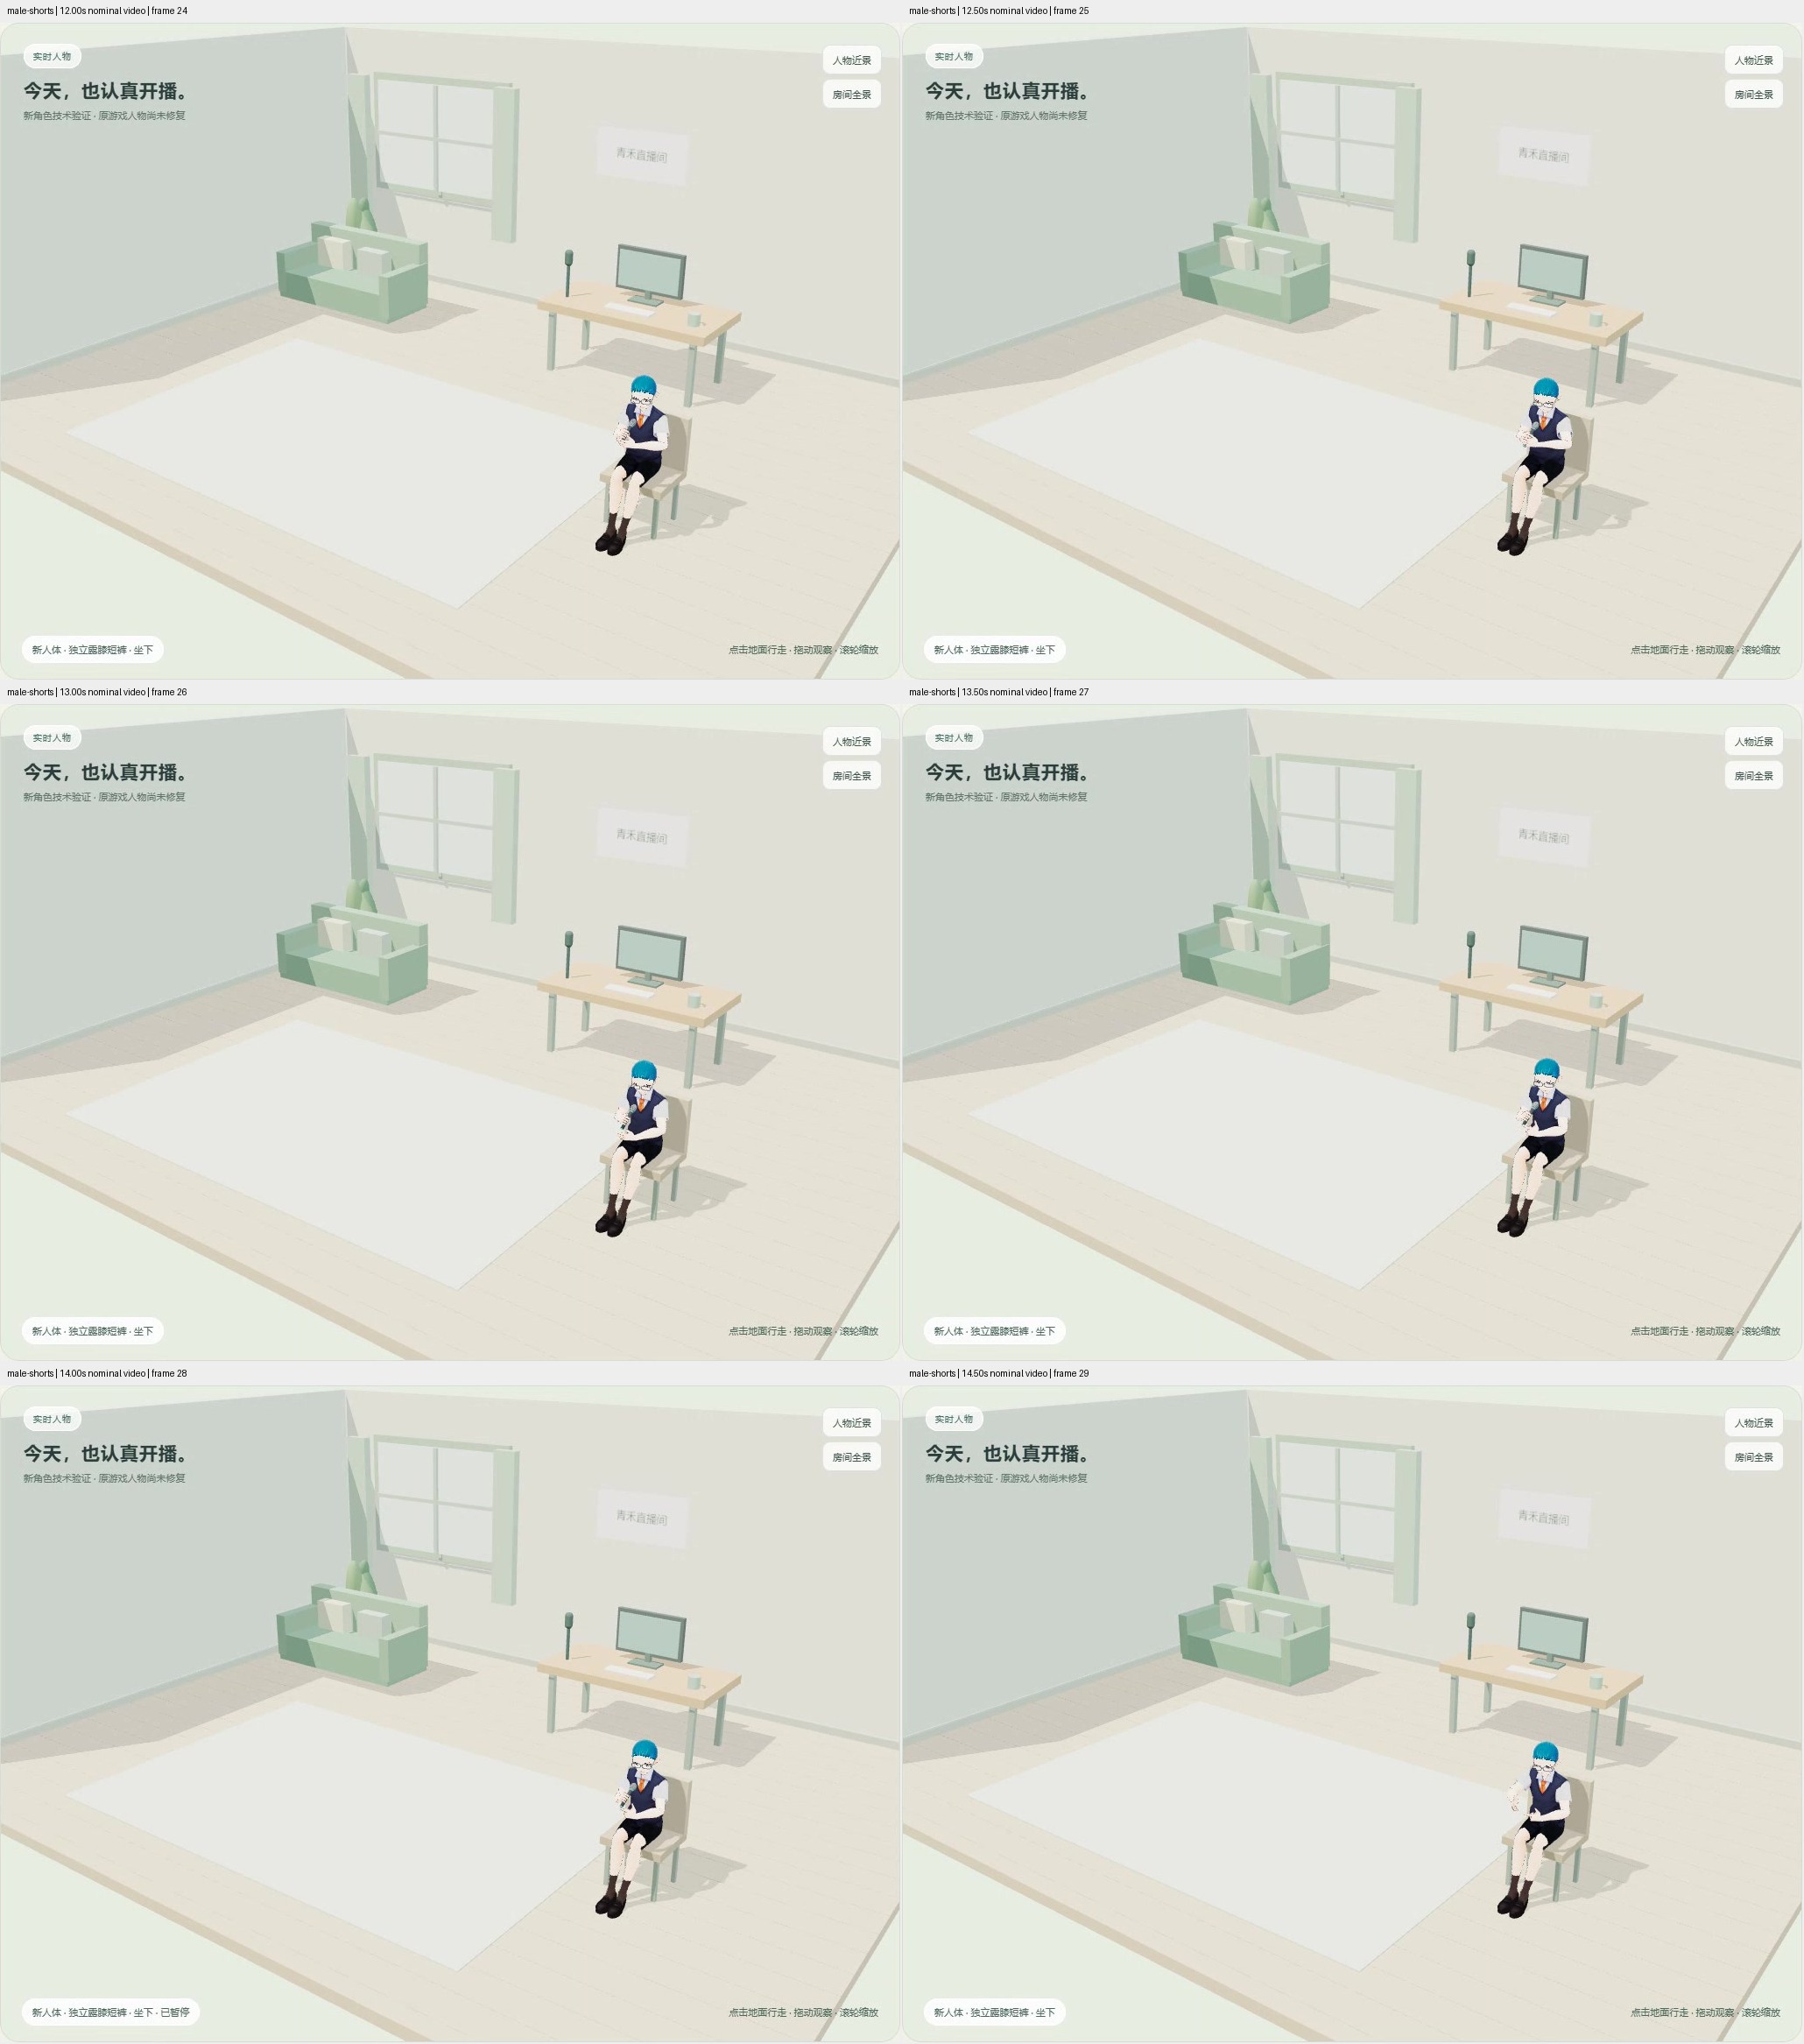 male-shorts | 12.00s nominal video | frame 24
实时人物
人物近景
今天，也认真开播。
房间全景
新角色技术验证 · 原游戏人物尚未修复
青禾直播间
新人体 · 独立露膝短裤 · 坐下
点击地面行走 · 拖动观察 · 滚轮缩放
male-shorts | 12.50s nominal video | frame 25
实时人物
人物近景
今天，也认真开播。
房间全景
新角色技术验证 · 原游戏人物尚未修复
青禾直播间
新人体 · 独立露膝短裤 · 坐下
点击地面行走 · 拖动观察 · 滚轮缩放
male-shorts | 13.00s nominal video | frame 26
实时人物
人物近景
今天，也认真开播。
房间全景
新角色技术验证 · 原游戏人物尚未修复
青禾直播间
新人体 · 独立露膝短裤 · 坐下
点击地面行走 · 拖动观察 · 滚轮缩放
male-shorts | 13.50s nominal video | frame 27
实时人物
人物近景
今天，也认真开播。
房间全景
新角色技术验证 · 原游戏人物尚未修复
青禾直播间
新人体 · 独立露膝短裤 · 坐下
点击地面行走 · 拖动观察 · 滚轮缩放
male-shorts | 14.00s nominal video | frame 28
实时人物
人物近景
今天，也认真开播。
房间全景
新角色技术验证 · 原游戏人物尚未修复
青禾直播间
新人体 · 独立露膝短裤 · 坐下 · 已暂停
点击地面行走 · 拖动观察 · 滚轮缩放
male-shorts | 14.50s nominal video | frame 29
实时人物
人物近景
今天，也认真开播。
房间全景
新角色技术验证 · 原游戏人物尚未修复
青禾直播间
新人体 · 独立露膝短裤 · 坐下
点击地面行走 · 拖动观察 · 滚轮缩放